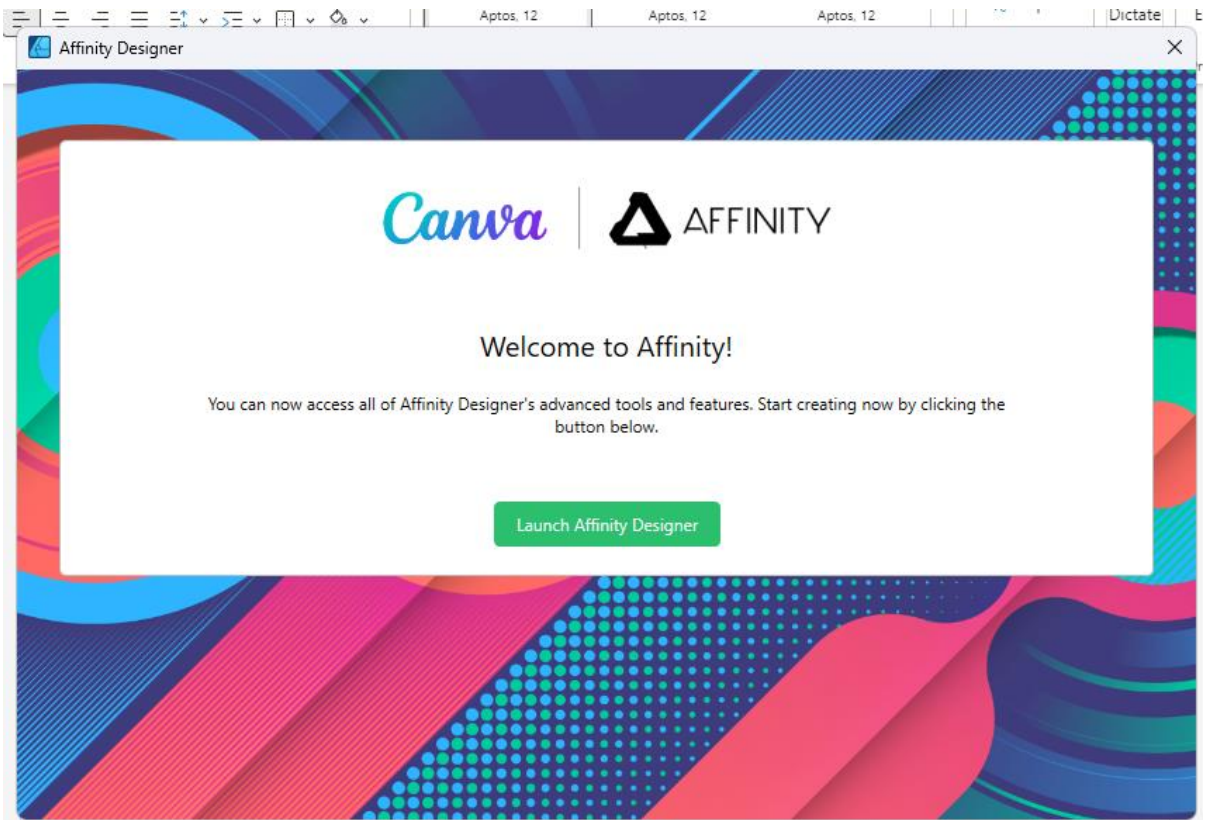 Aptos, 12 Aptos, 12 Aptos, 12 Dictate
Affinity Designer
Canva AFFINITY
Welcome to Affinity!
You can now access all of Affinity Designer's advanced tools and features. Start creating now by clicking the
button below.
Launch Affinity Designer